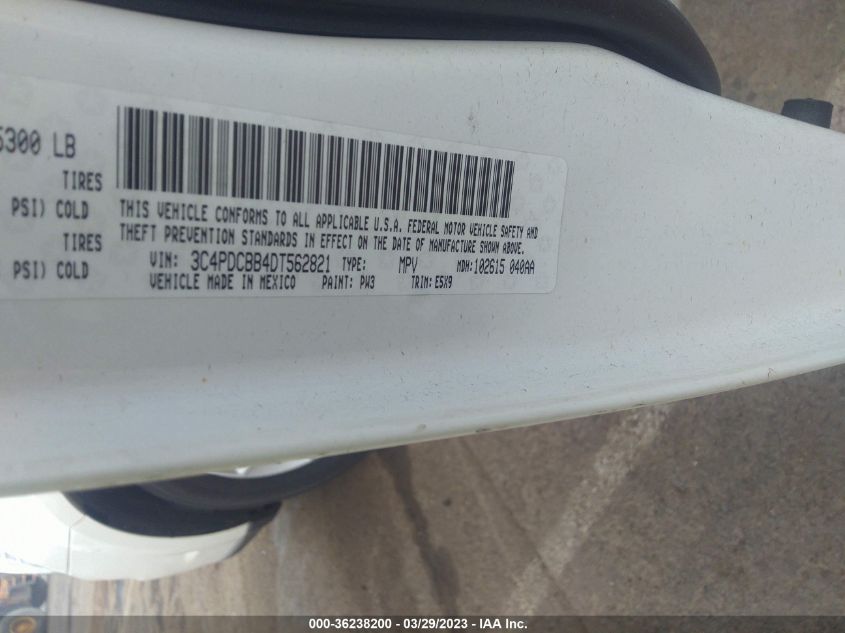 5300 LB
TIRES
PSI) COLD
TIRES
PSI) COLD
THIS VEHICLE CONFORMS TO ALL APPLICABLE U.S.A. FEDERAL MOTOR VEHICLE SAFETY AND
THEFT PREVENTION STANDARDS IN EFFECT ON THE DATE OF MANUFACTURE SHOWN ABOVE.
VIN: 3C4PDCBB4DT562821 TYPE: MPV MDH:102615 040AA
VEHICLE MADE IN MEXICO PAINT: PW3 TRIM: E5X9
000-36238200 - 03/29/2023 - IAA Inc.